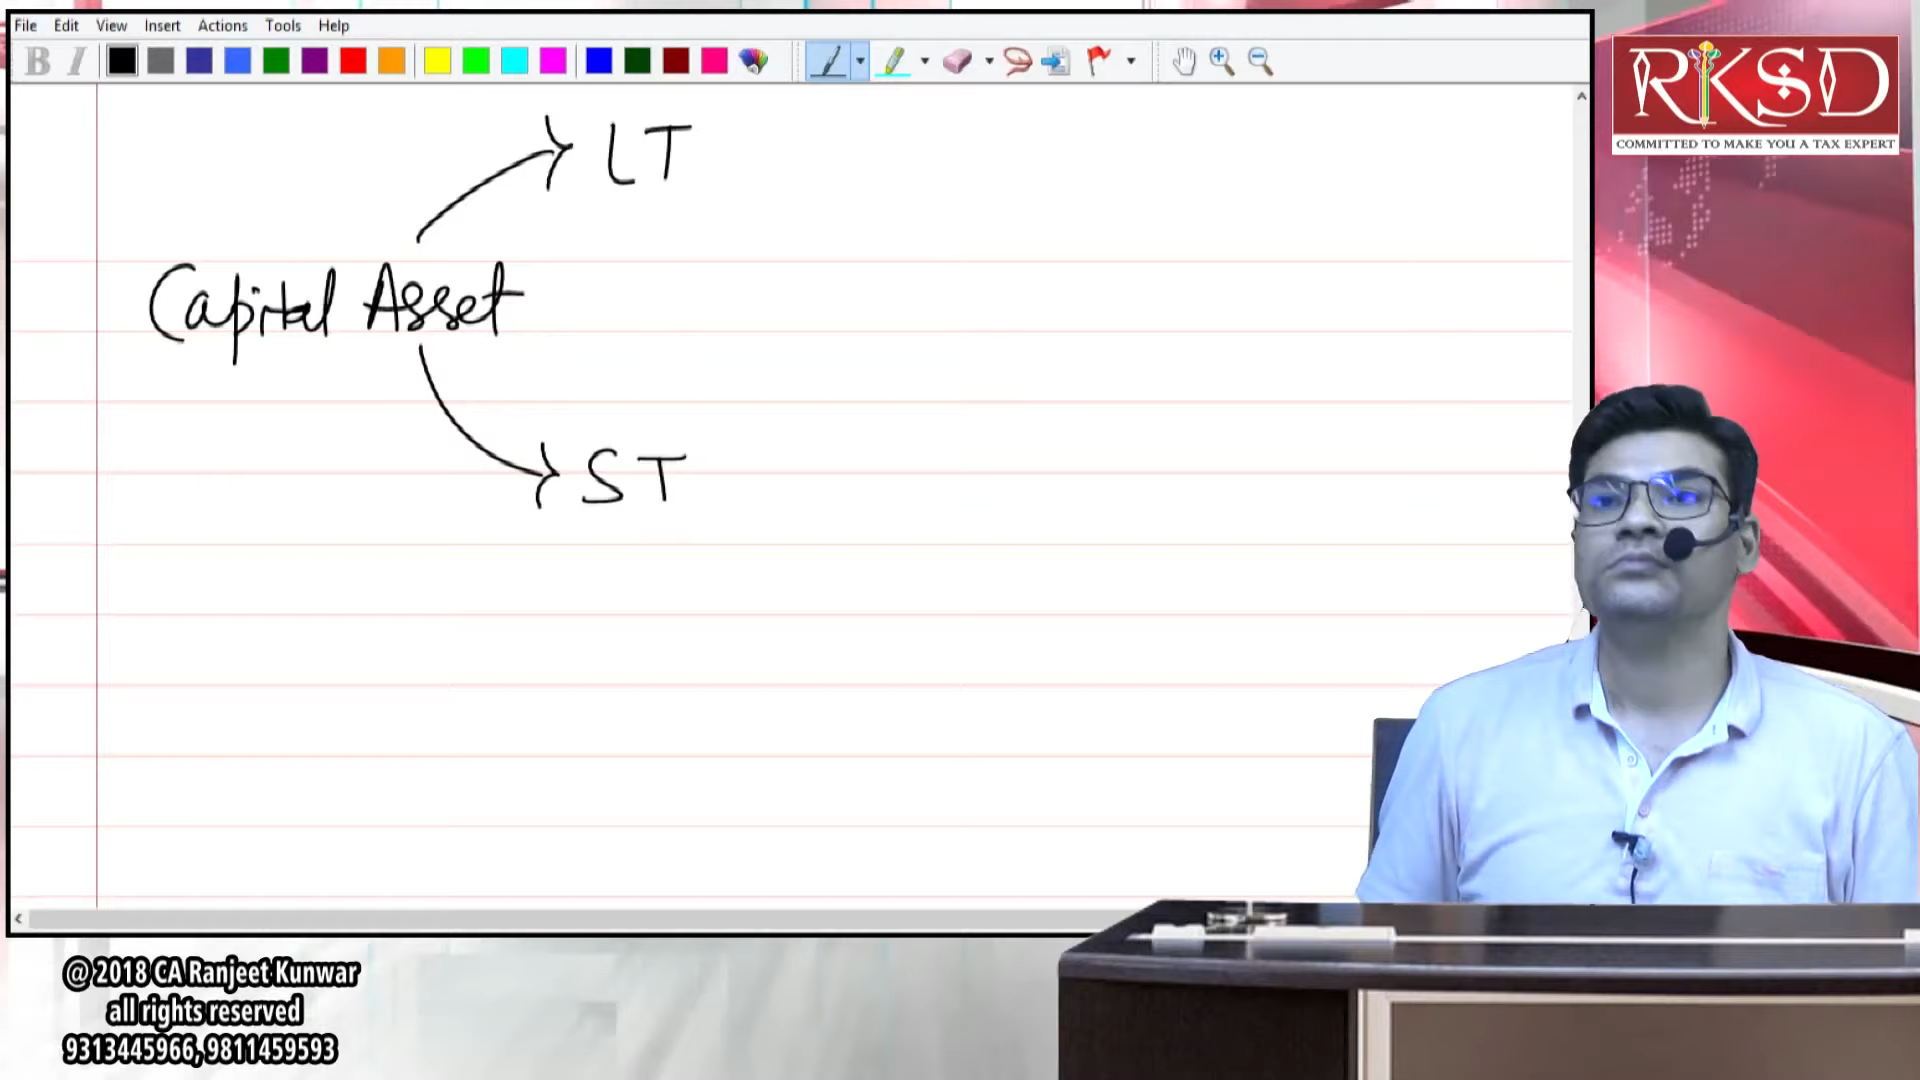 File Edit View Insert Actions Tools Help
B I
RKSD
COMMITTED TO MAKE YOU A TAX EXPERT
LT
Capital Asset
ST
@ 2018 CA Ranjeet Kunwar
all rights reserved
9313445966, 9811459593